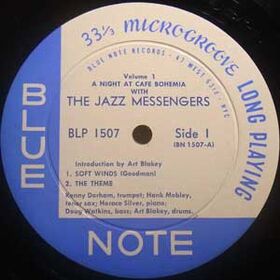 33⅓ MICROGROOVE LONG PLAYING
BLUE NOTE RECORDS • 47 WEST 63rd • NYC
Volume 1
A NIGHT AT CAFE BOHEMIA
WITH
THE JAZZ MESSENGERS
BLP 1507 Side 1
(BN 1507-A)
Introduction by Art Blakey
1. SOFT WINDS (Goodman)
2. THE THEME
Kenny Dorham, trumpet; Hank Mobley,
tenor sax; Horace Silver, piano;
Doug Watkins, bass; Art Blakey, drums.
BLUE
NOTE